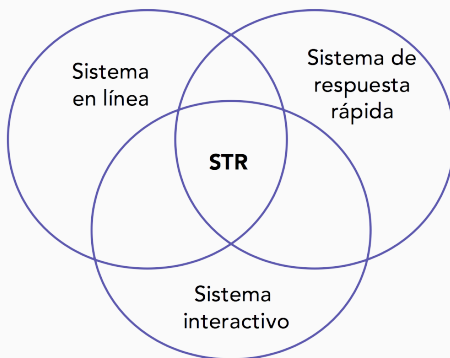 Sistema
en línea
Sistema de
respuesta
rápida
STR
Sistema
interactivo